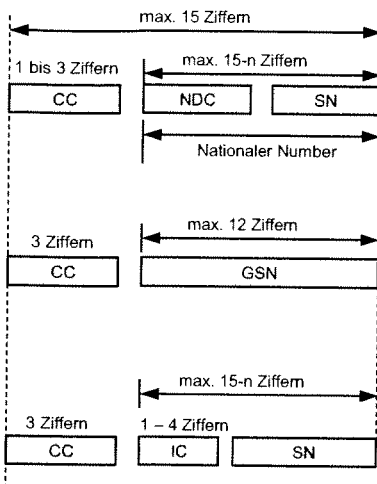 max. 15 Ziffern
1 bis 3 Ziffern max. 15-n Ziffern
CC NDC SN
Nationaler Number
3 Ziffern max. 12 Ziffern
CC GSN
max. 15-n Ziffern
3 Ziffern 1 – 4 Ziffern
CC IC SN